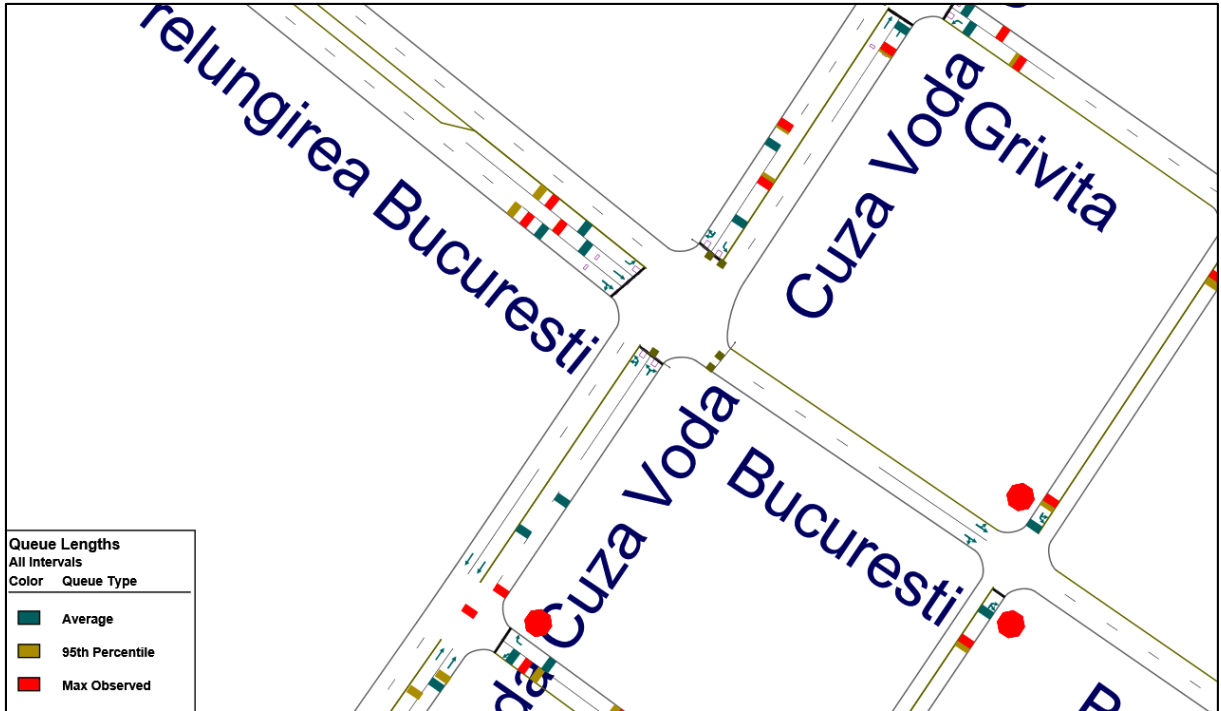 relungirea Bucuresti
Cuza Voda
Grivita
Cuza Voda
Bucuresti
Queue Lengths
All Intervals
Color Queue Type
Average
95th Percentile
Max Observed
da